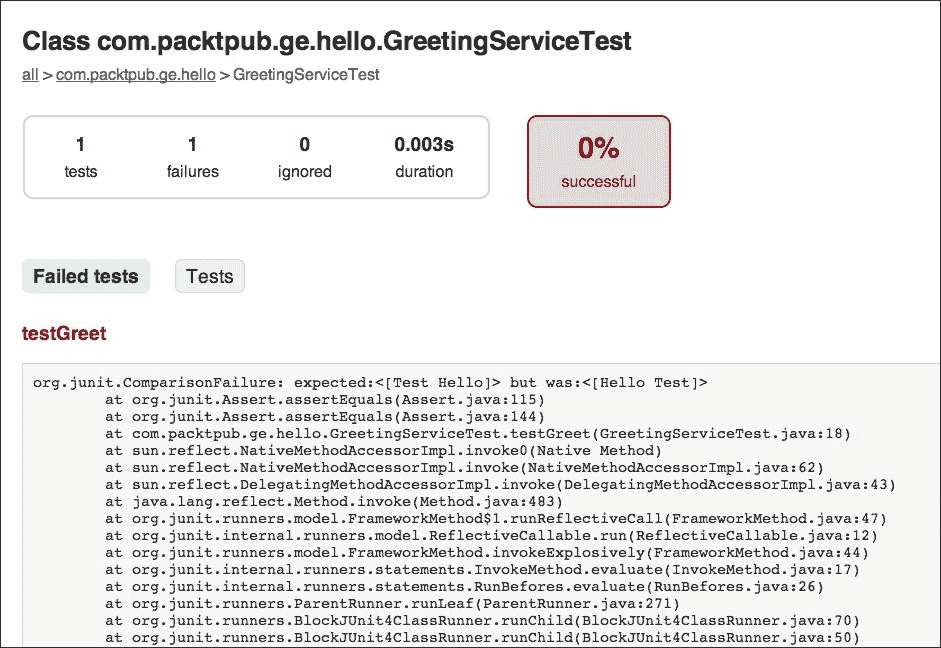 Class com.packtpub.ge.hello.GreetingServiceTest
all > com.packtpub.ge.hello > GreetingServiceTest
1 1 0 0.003s
tests failures ignored duration
0%
successful
Failed tests Tests
testGreet
org.junit.ComparisonFailure: expected:<[Test Hello]> but was:<[Hello Test]>
at org.junit.Assert.assertEquals(Assert.java:115)
at org.junit.Assert.assertEquals(Assert.java:144)
at com.packtpub.ge.hello.GreetingServiceTest.testGreet(GreetingServiceTest.java:18)
at sun.reflect.NativeMethodAccessorImpl.invoke0(Native Method)
at sun.reflect.NativeMethodAccessorImpl.invoke(NativeMethodAccessorImpl.java:62)
at sun.reflect.DelegatingMethodAccessorImpl.invoke(DelegatingMethodAccessorImpl.java:43)
at java.lang.reflect.Method.invoke(Method.java:483)
at org.junit.runners.model.FrameworkMethod$1.runReflectiveCall(FrameworkMethod.java:47)
at org.junit.internal.runners.model.ReflectiveCallable.run(ReflectiveCallable.java:12)
at org.junit.runners.model.FrameworkMethod.invokeExplosively(FrameworkMethod.java:44)
at org.junit.internal.runners.statements.InvokeMethod.evaluate(InvokeMethod.java:17)
at org.junit.internal.runners.statements.RunBefores.evaluate(RunBefores.java:26)
at org.junit.runners.ParentRunner.runLeaf(ParentRunner.java:271)
at org.junit.runners.BlockJUnit4ClassRunner.runChild(BlockJUnit4ClassRunner.java:70)
at org.junit.runners.BlockJUnit4ClassRunner.runChild(BlockJUnit4ClassRunner.java:50)